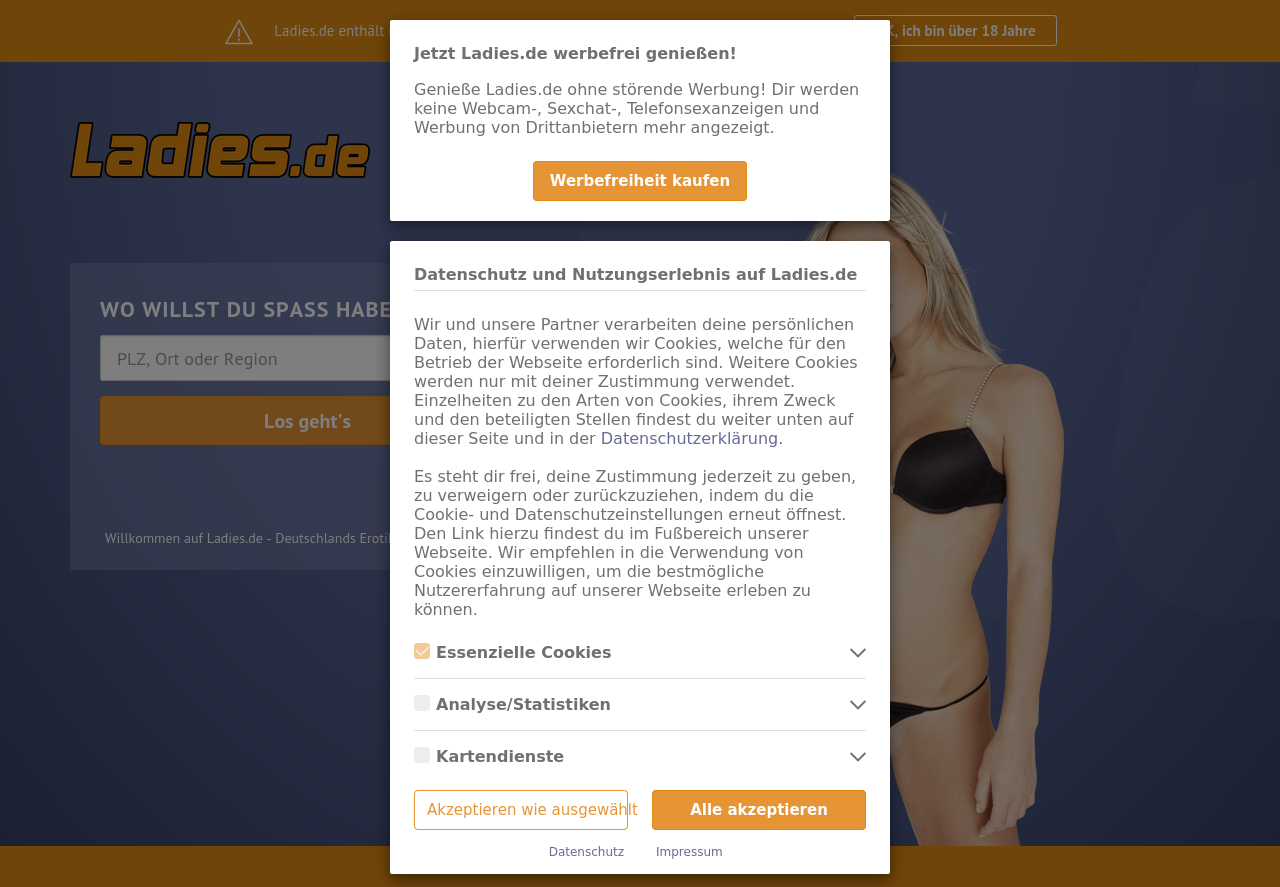 Ladies.de enthält
, ich bin über 18 Jahre
Jetzt Ladies.de werbefrei genießen!
Genieße Ladies.de ohne störende Werbung! Dir werden
keine Webcam-, Sexchat-, Telefonsexanzeigen und
Werbung von Drittanbietern mehr angezeigt.
Werbefreiheit kaufen
Ladies.de
WO WILLST DU SPASS HABE
PLZ, Ort oder Region
Los geht's
Willkommen auf Ladies.de - Deutschlands Eroti
Datenschutz und Nutzungserlebnis auf Ladies.de
Wir und unsere Partner verarbeiten deine persönlichen
Daten, hierfür verwenden wir Cookies, welche für den
Betrieb der Webseite erforderlich sind. Weitere Cookies
werden nur mit deiner Zustimmung verwendet.
Einzelheiten zu den Arten von Cookies, ihrem Zweck
und den beteiligten Stellen findest du weiter unten auf
dieser Seite und in der Datenschutzerklärung.
Es steht dir frei, deine Zustimmung jederzeit zu geben,
zu verweigern oder zurückzuziehen, indem du die
Cookie- und Datenschutzeinstellungen erneut öffnest.
Den Link hierzu findest du im Fußbereich unserer
Webseite. Wir empfehlen in die Verwendung von
Cookies einzuwilligen, um die bestmögliche
Nutzererfahrung auf unserer Webseite erleben zu
können.
Essenzielle Cookies
Analyse/Statistiken
Kartendienste
Akzeptieren wie ausgewählt
Alle akzeptieren
Datenschutz
Impressum